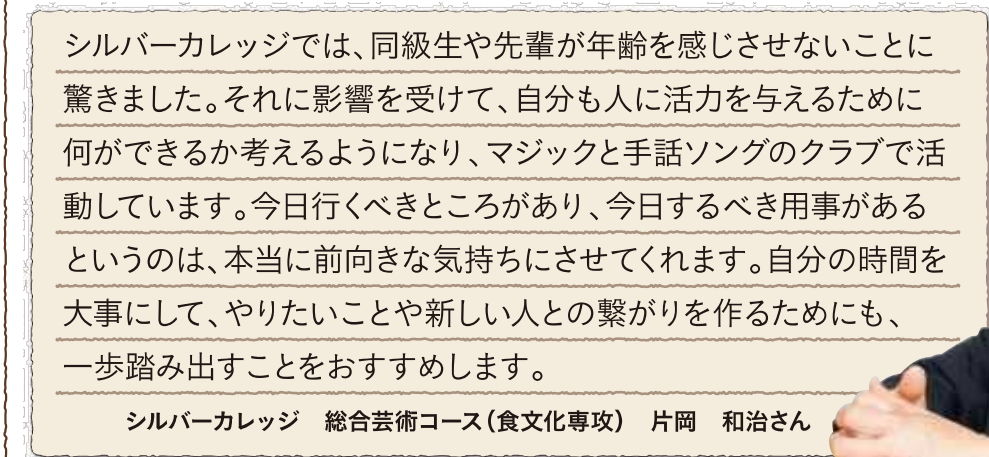 シルバーカレッジでは、同級生や先輩が年齢を感じさせないことに
驚きました。それに影響を受けて、自分も人に活力を与えるために
何ができるか考えるようになり、マジックと手話ソングのクラブで活
動しています。今日行くべきところがあり、今日するべき用事がある
というのは、本当に前向きな気持ちにさせてくれます。自分の時間を
大事にして、やりたいことや新しい人との繋がりを作るためにも、
一歩踏み出すことをおすすめします。
シルバーカレッジ　総合芸術コース(食文化専攻)　片岡　和治さん